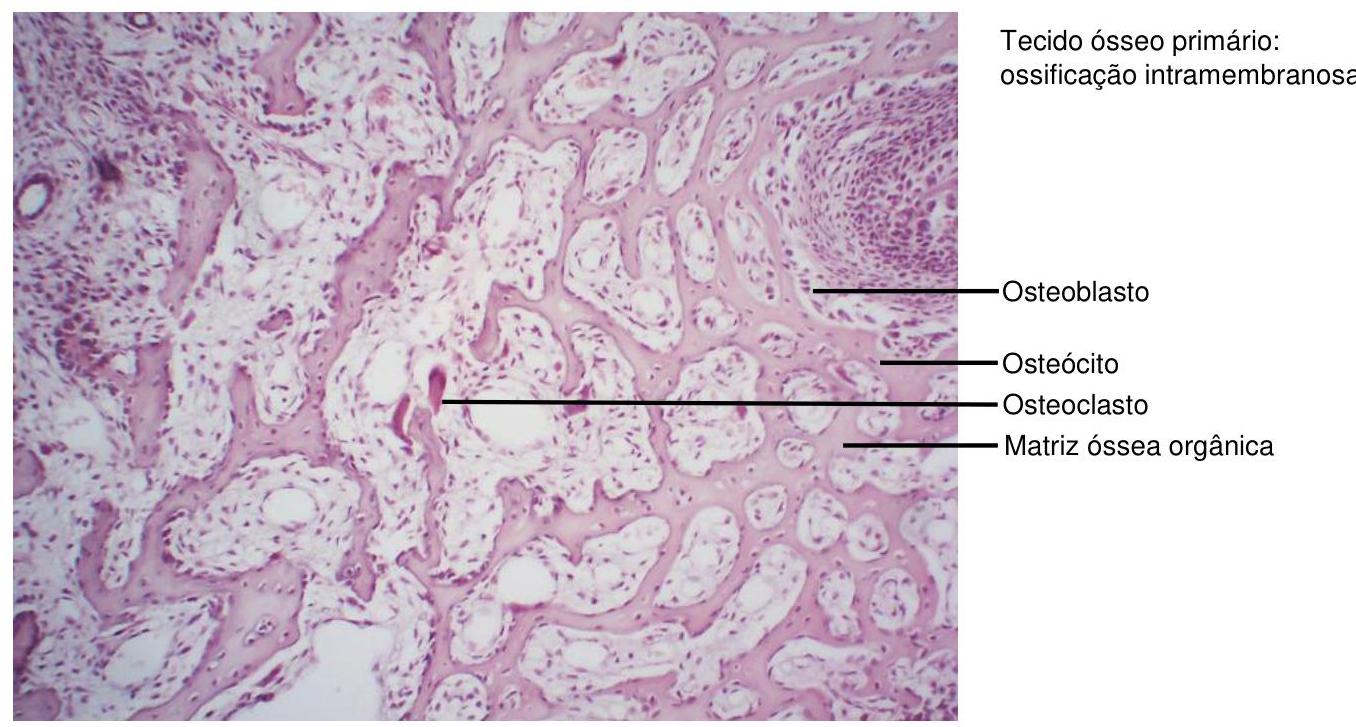 Tecido ósseo primário:
ossificação intramembranosa
Osteoblasto
Osteócito
Osteoclasto
Matriz óssea orgânica